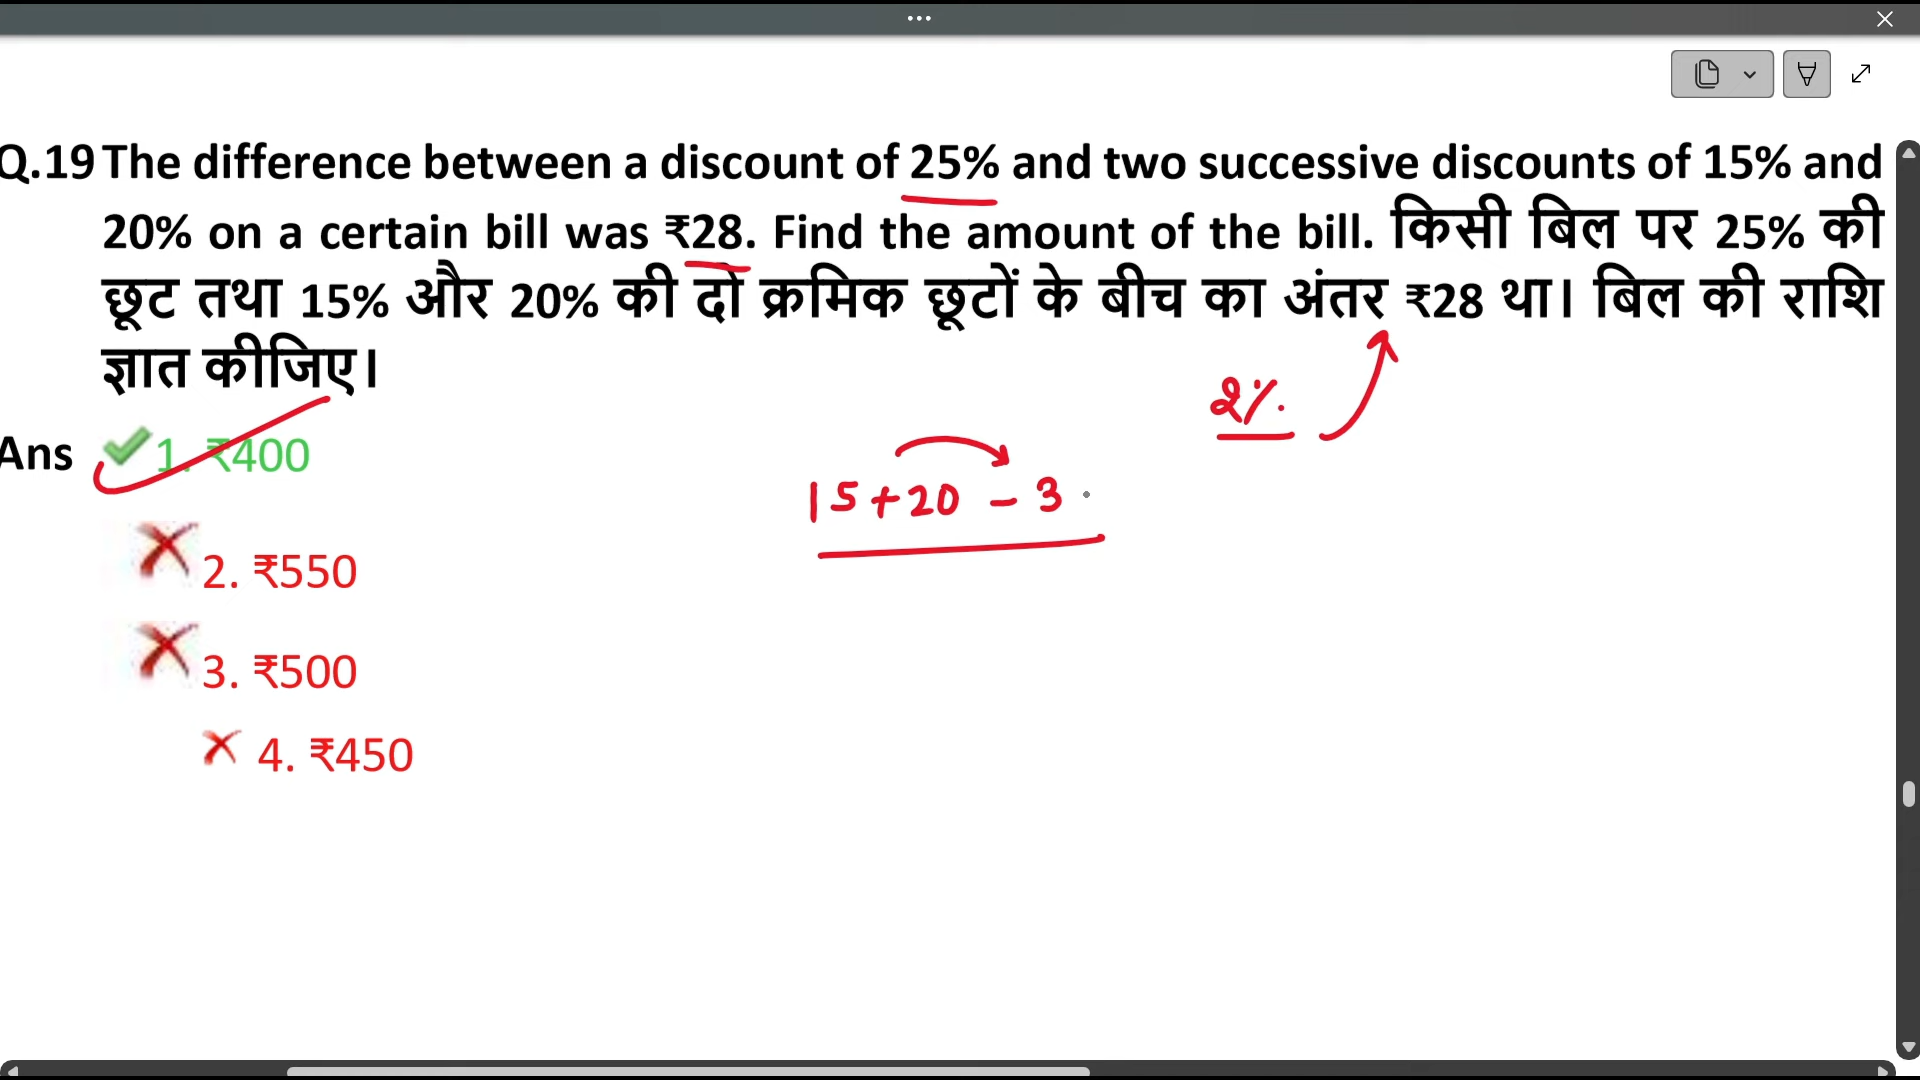 Q.19 The difference between a discount of 25% and two successive discounts of 15% and
20% on a certain bill was ₹28. Find the amount of the bill. किसी बिल पर 25% की
छूट तथा 15% और 20% की दो क्रमिक छूटों के बीच का अंतर ₹28 था। बिल की राशि
ज्ञात कीजिए।
2%
Ans 1. ₹400
15+20 - 3
2. ₹550
3. ₹500
4. ₹450